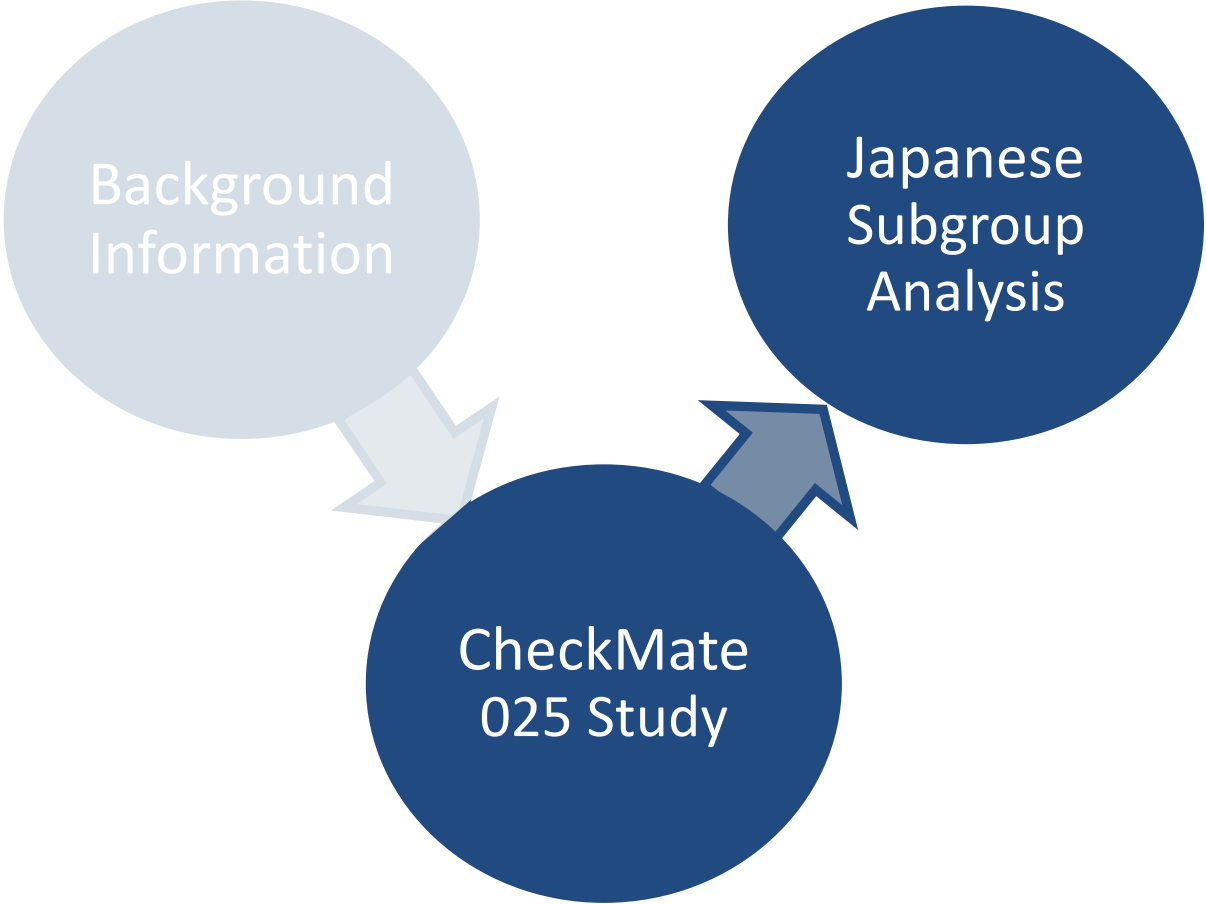 Background
Information
CheckMate
025 Study
Japanese
Subgroup
Analysis